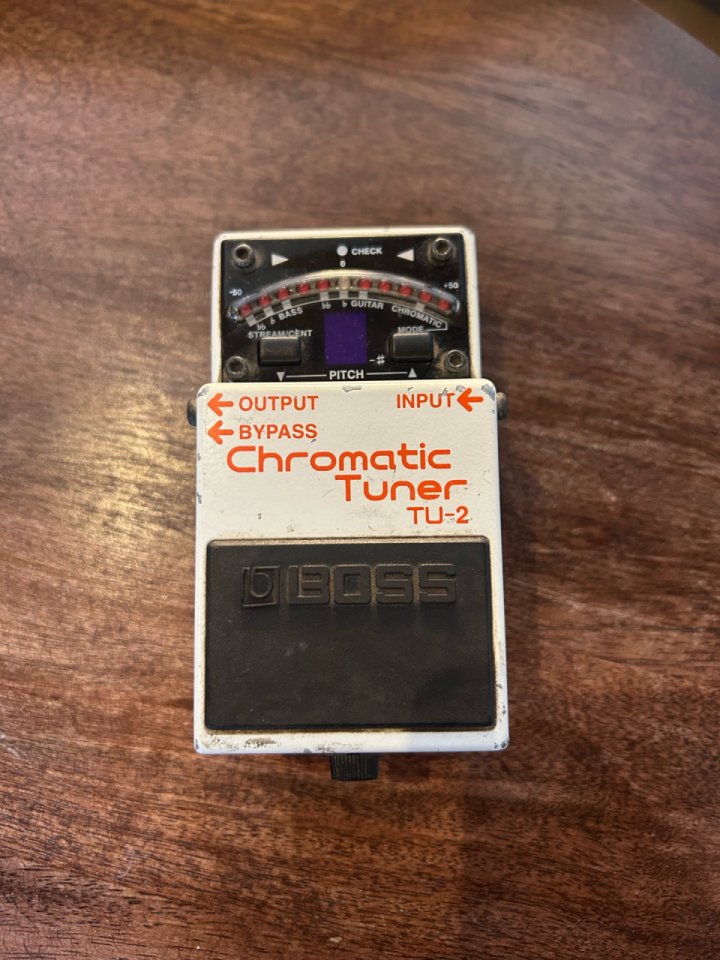 CHECK
0
-50 +50
♭♭ ♭ BASS ♭♭ ♭ GUITAR CHROMATIC
STREAM/CENT MODE
-#
PITCH
OUTPUT INPUT
BYPASS
Chromatic
Tuner
TU-2
BOSS